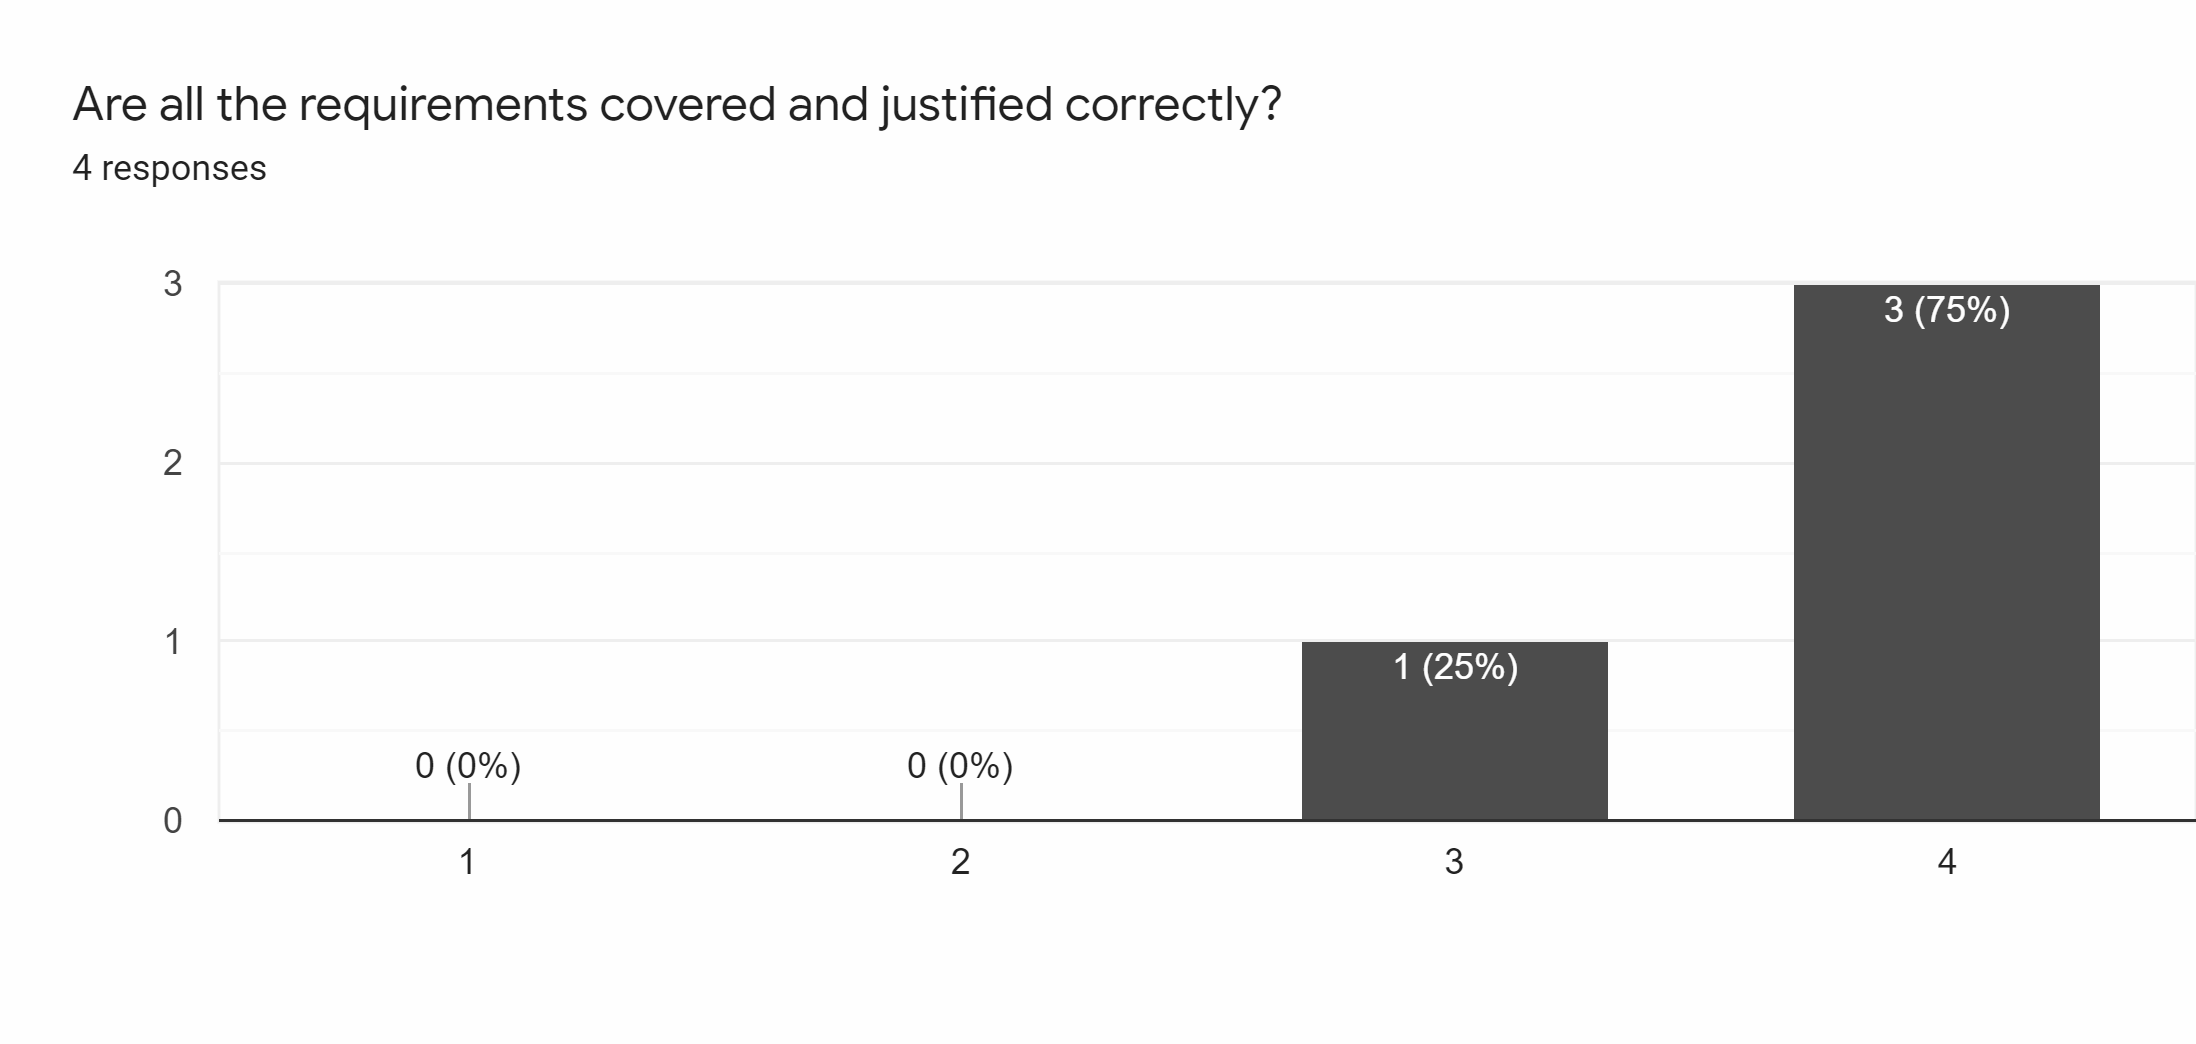 Are all the requirements covered and justified correctly?
4 responses
3
3 (75%)
2
1
1 (25%)
0 (0%) 0 (0%)
0
1 2 3 4